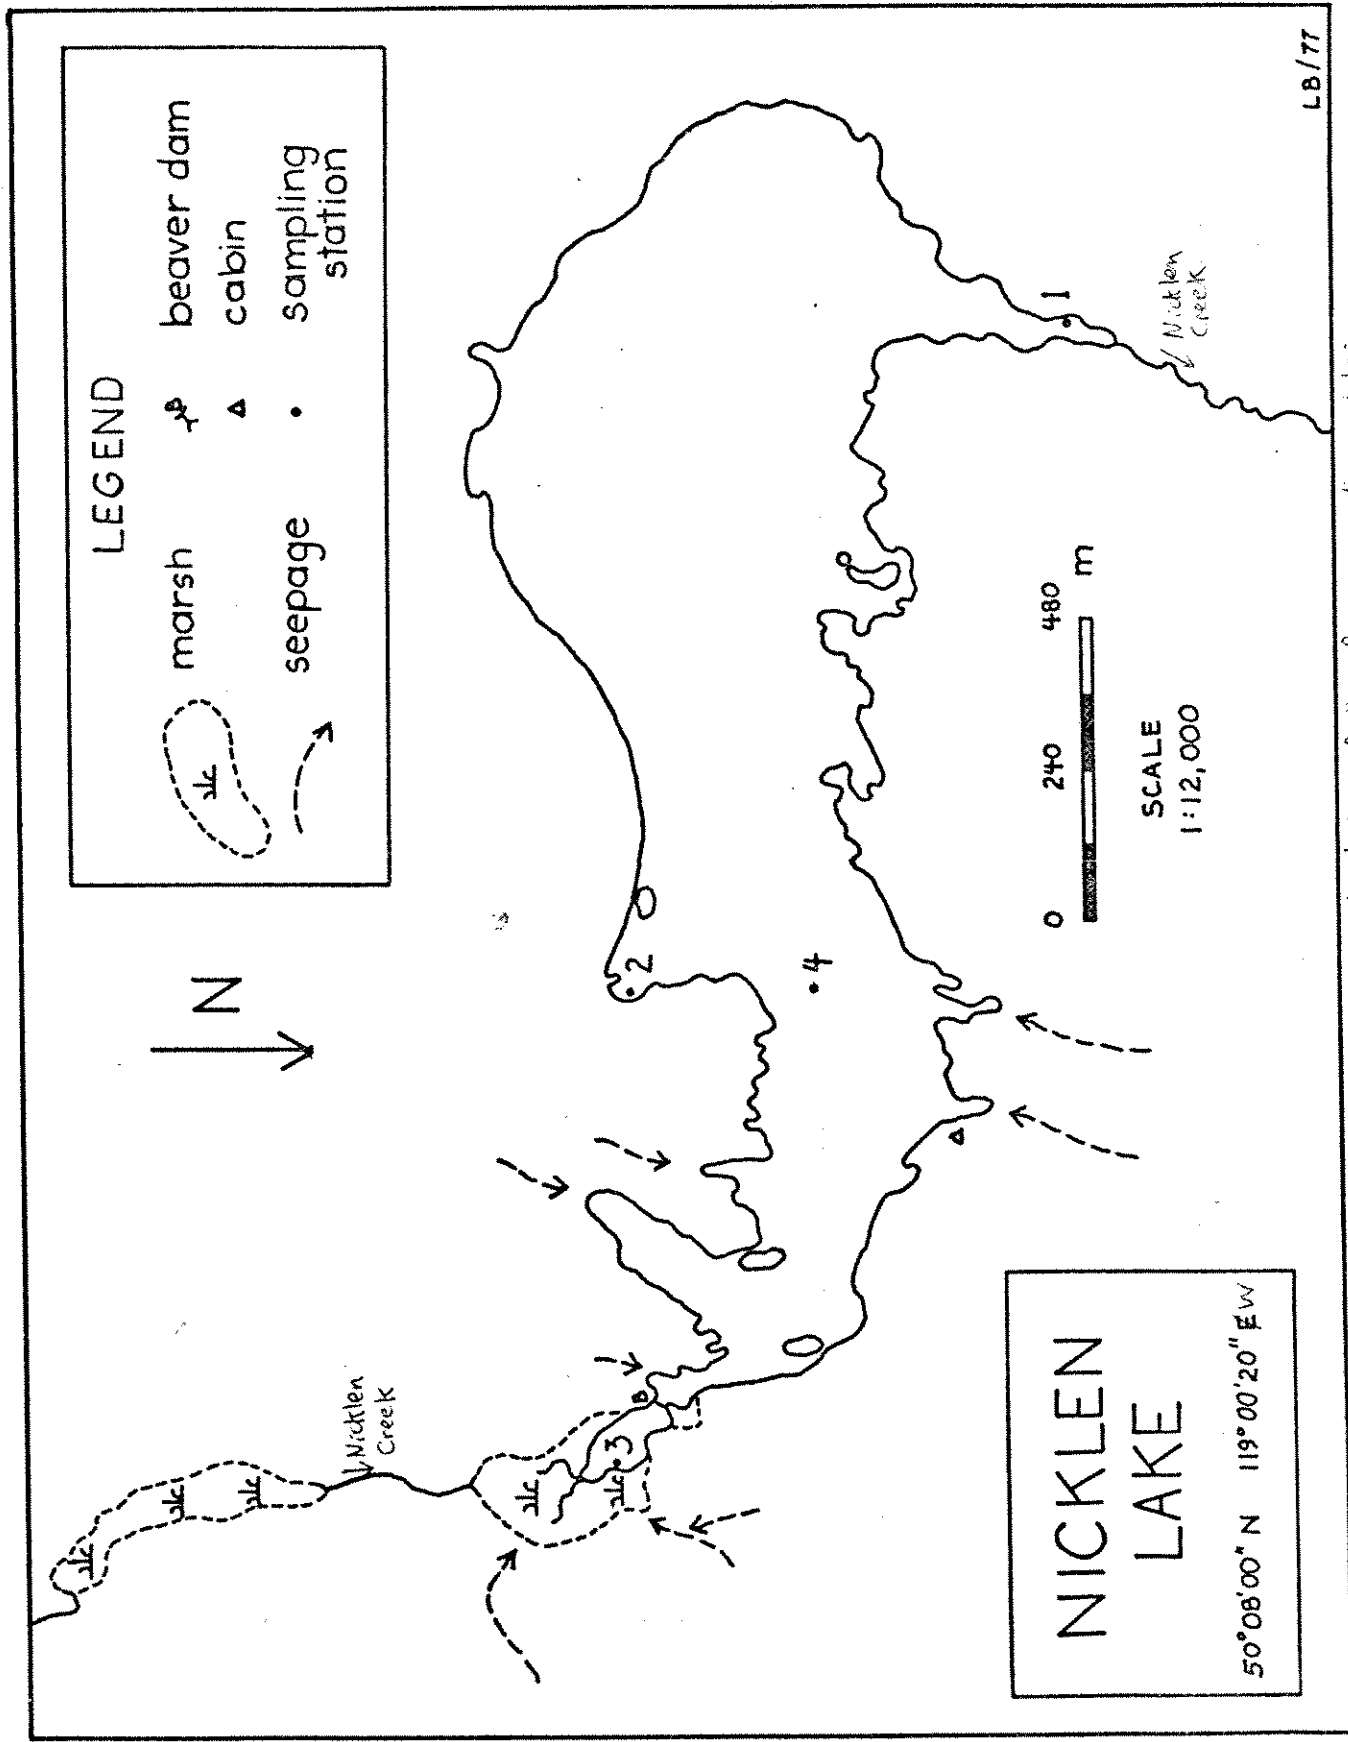 LEGEND
marsh
beaver dam
cabin
seepage
sampling
station
N
Nicklen
Creek
3
2
4
1
Nicklen
Creek
0 240 480 m
SCALE
1:12,000
NICKLEN
LAKE
50°08'00" N 119°00'20" EW
LB/77